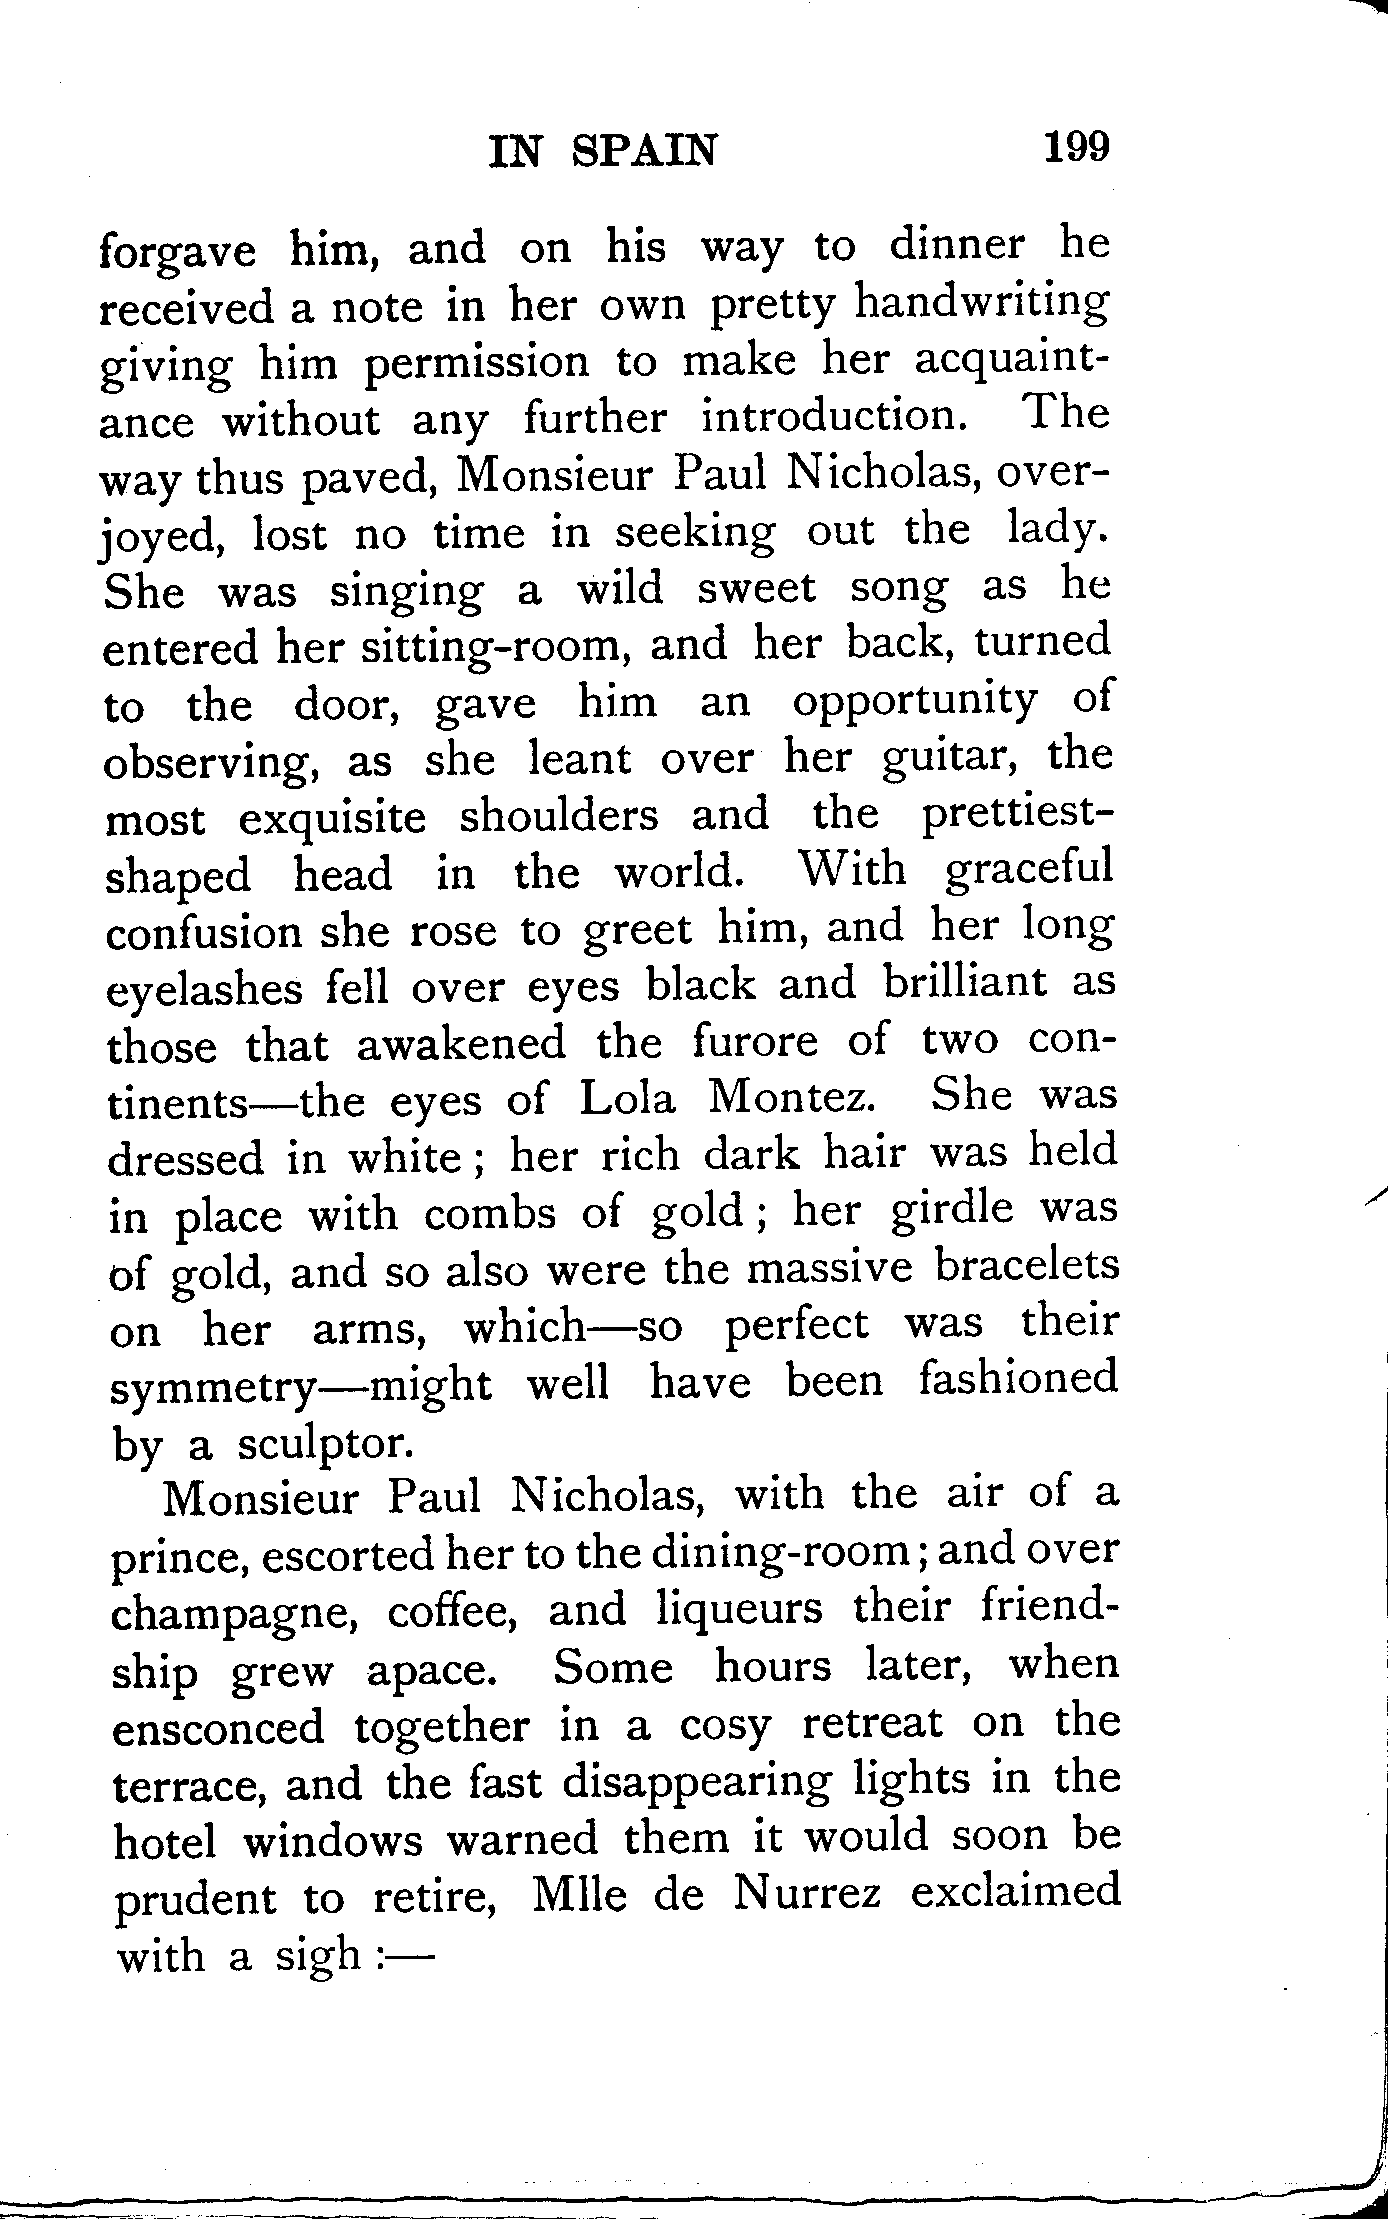 IN SPAIN 199
forgave him, and on his way to dinner he
received a note in her own pretty handwriting
giving him permission to make her acquaint-
ance without any further introduction. The
way thus paved, Monsieur Paul Nicholas, over-
joyed, lost no time in seeking out the lady.
She was singing a wild sweet song as he
entered her sitting-room, and her back, turned
to the door, gave him an opportunity of
observing, as she leant over her guitar, the
most exquisite shoulders and the prettiest-
shaped head in the world. With graceful
confusion she rose to greet him, and her long
eyelashes fell over eyes black and brilliant as
those that awakened the furore of two con-
tinents—the eyes of Lola Montez. She was
dressed in white ; her rich dark hair was held
in place with combs of gold ; her girdle was
of gold, and so also were the massive bracelets
on her arms, which—so perfect was their
symmetry—might well have been fashioned
by a sculptor.
Monsieur Paul Nicholas, with the air of a
prince, escorted her to the dining-room ; and over
champagne, coffee, and liqueurs their friend-
ship grew apace. Some hours later, when
ensconced together in a cosy retreat on the
terrace, and the fast disappearing lights in the
hotel windows warned them it would soon be
prudent to retire, Mlle de Nurrez exclaimed
with a sigh :—